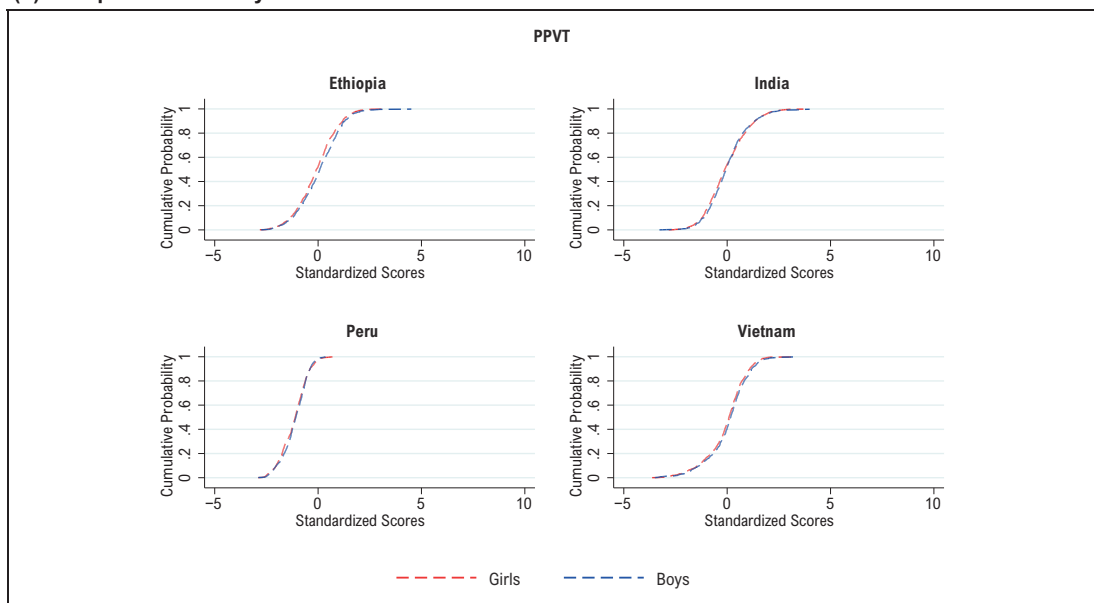 PPVT
Ethiopia
Cumulative Probability
0 .2 .4 .6 .8 1
−5 0 5 10
Standardized Scores
India
Cumulative Probability
0 .2 .4 .6 .8 1
−5 0 5 10
Standardized Scores
Peru
Cumulative Probability
0 .2 .4 .6 .8 1
−5 0 5 10
Standardized Scores
Vietnam
Cumulative Probability
0 .2 .4 .6 .8 1
−5 0 5 10
Standardized Scores
Girls Boys